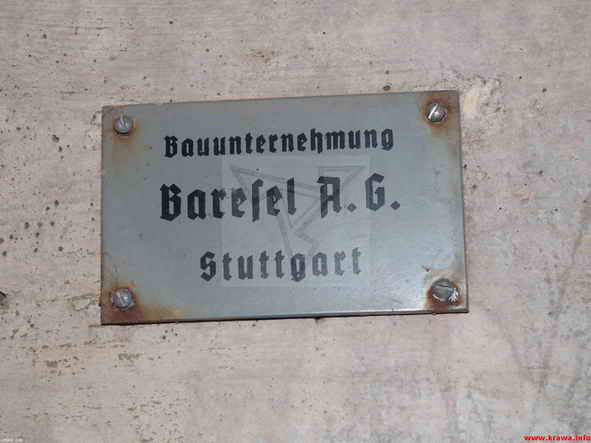 Bauunternehmung
Bareſel A.G.
Stuttgart
www.krawa.info